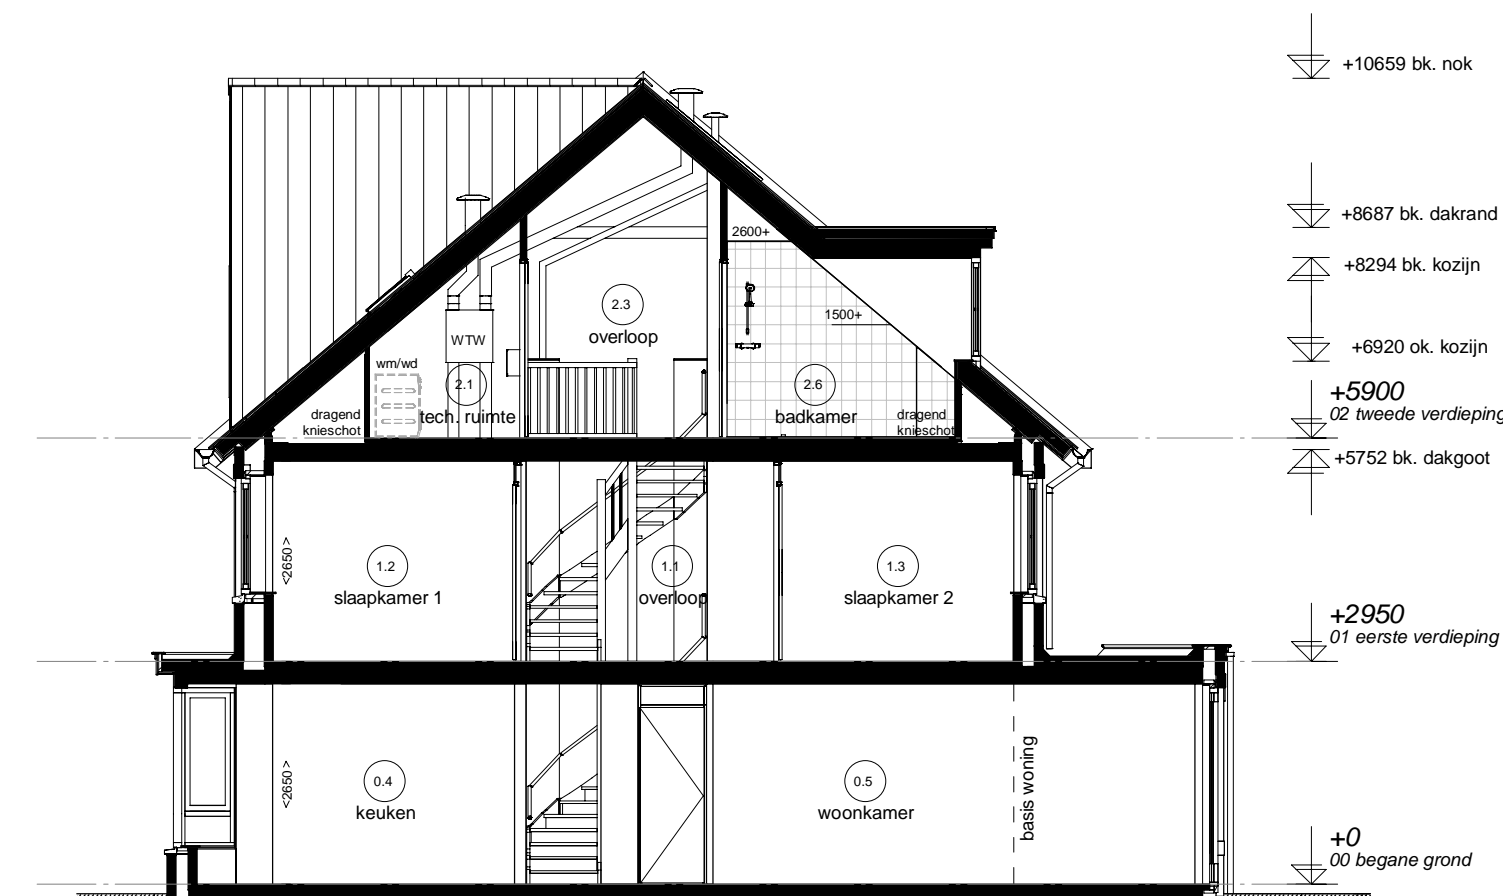 +10659 bk. nok
+8687 bk. dakrand
2600+
+8294 bk. kozijn
2.3
overloop
1500+
WTW
+6920 ok. kozijn
wm/wd
2.1
tech. ruimte
2.6
badkamer
+5900
02 tweede verdieping
dragend
knieschot
dragend
knieschot
+5752 bk. dakgoot
<2650>
1.2
slaapkamer 1
1.1
overloop
1.3
slaapkamer 2
+2950
01 eerste verdieping
<2650>
0.4
keuken
0.5
woonkamer
basis woning
+0
00 begane grond